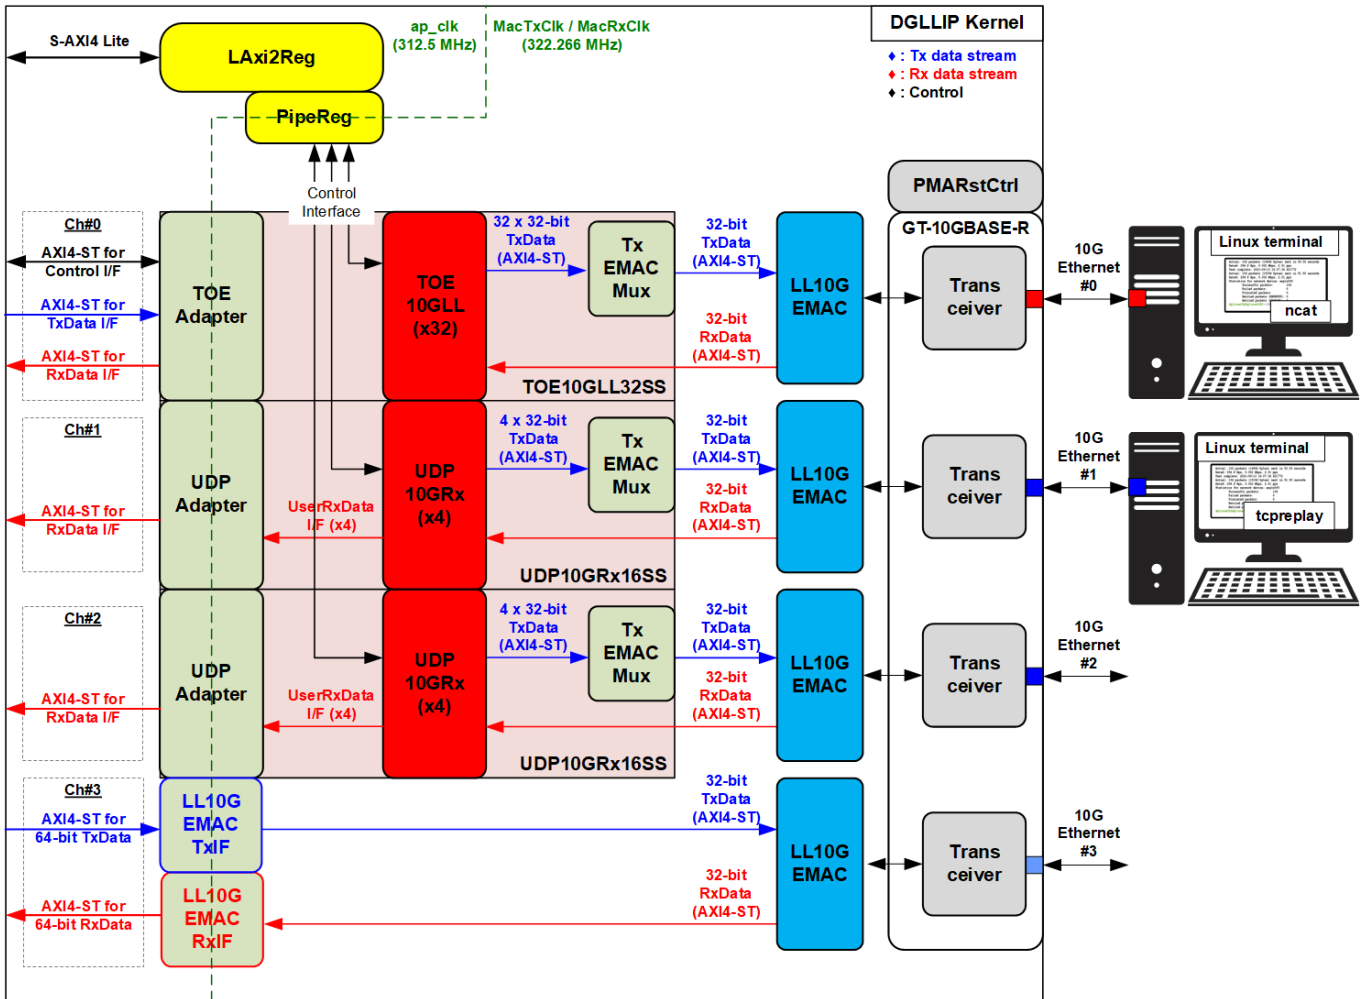 S-AXI4 Lite
LAxi2Reg
PipeReg
ap_clk
(312.5 MHz)
MacTxClk / MacRxClk
(322.266 MHz)
DGLLIP Kernel
♦ : Tx data stream
♦ : Rx data stream
♦ : Control
Control
Interface
PMARstCtrl
GT-10GBASE-R
Ch#0
AXI4-ST for
Control I/F
AXI4-ST for
TxData I/F
AXI4-ST for
RxData I/F
TOE
Adapter
TOE
10GLL
(x32)
32 x 32-bit
TxData
(AXI4-ST)
Tx
EMAC
Mux
32-bit
TxData
(AXI4-ST)
32-bit
RxData
(AXI4-ST)
TOE10GLL32SS
LL10G
EMAC
Trans
ceiver
10G
Ethernet
#0
Linux terminal
ncat
Ch#1
AXI4-ST for
RxData I/F
UDP
Adapter
UserRxData
I/F (x4)
UDP
10GRx
(x4)
4 x 32-bit
TxData
(AXI4-ST)
Tx
EMAC
Mux
32-bit
TxData
(AXI4-ST)
32-bit
RxData
(AXI4-ST)
UDP10GRx16SS
LL10G
EMAC
Trans
ceiver
10G
Ethernet
#1
Linux terminal
tcpreplay
Ch#2
AXI4-ST for
RxData I/F
UDP
Adapter
UserRxData
I/F (x4)
UDP
10GRx
(x4)
4 x 32-bit
TxData
(AXI4-ST)
Tx
EMAC
Mux
32-bit
TxData
(AXI4-ST)
32-bit
RxData
(AXI4-ST)
UDP10GRx16SS
LL10G
EMAC
Trans
ceiver
10G
Ethernet
#2
Ch#3
AXI4-ST for
64-bit TxData
AXI4-ST for
64-bit RxData
LL10G
EMAC
TxIF
LL10G
EMAC
RxIF
32-bit
TxData
(AXI4-ST)
32-bit
RxData
(AXI4-ST)
LL10G
EMAC
Trans
ceiver
10G
Ethernet
#3